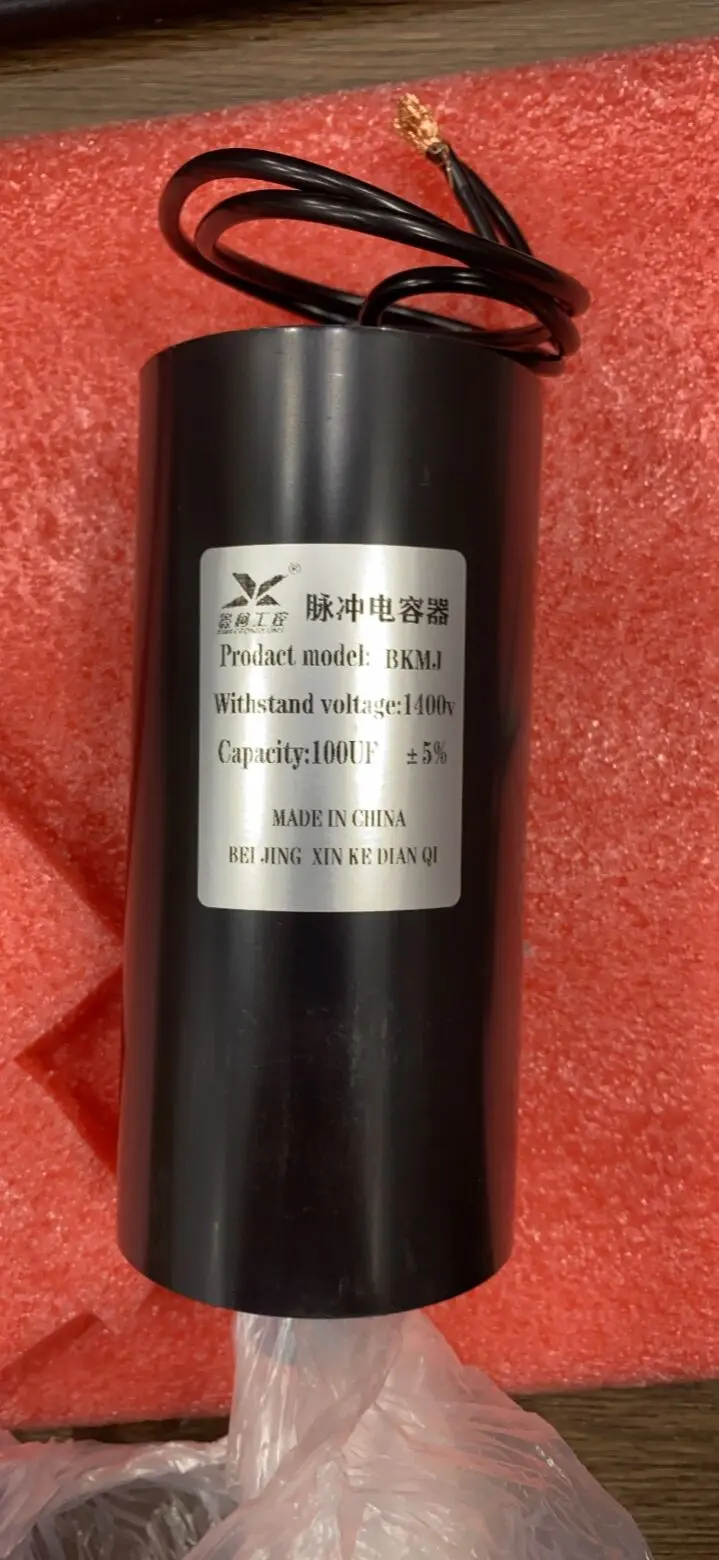 ®
脉冲电容器
Prodact model: BKMJ
Withstand voltage:1400v
Capacity:100UF ±5%
MADE IN CHINA
BEI JING XIN KE DIAN QI